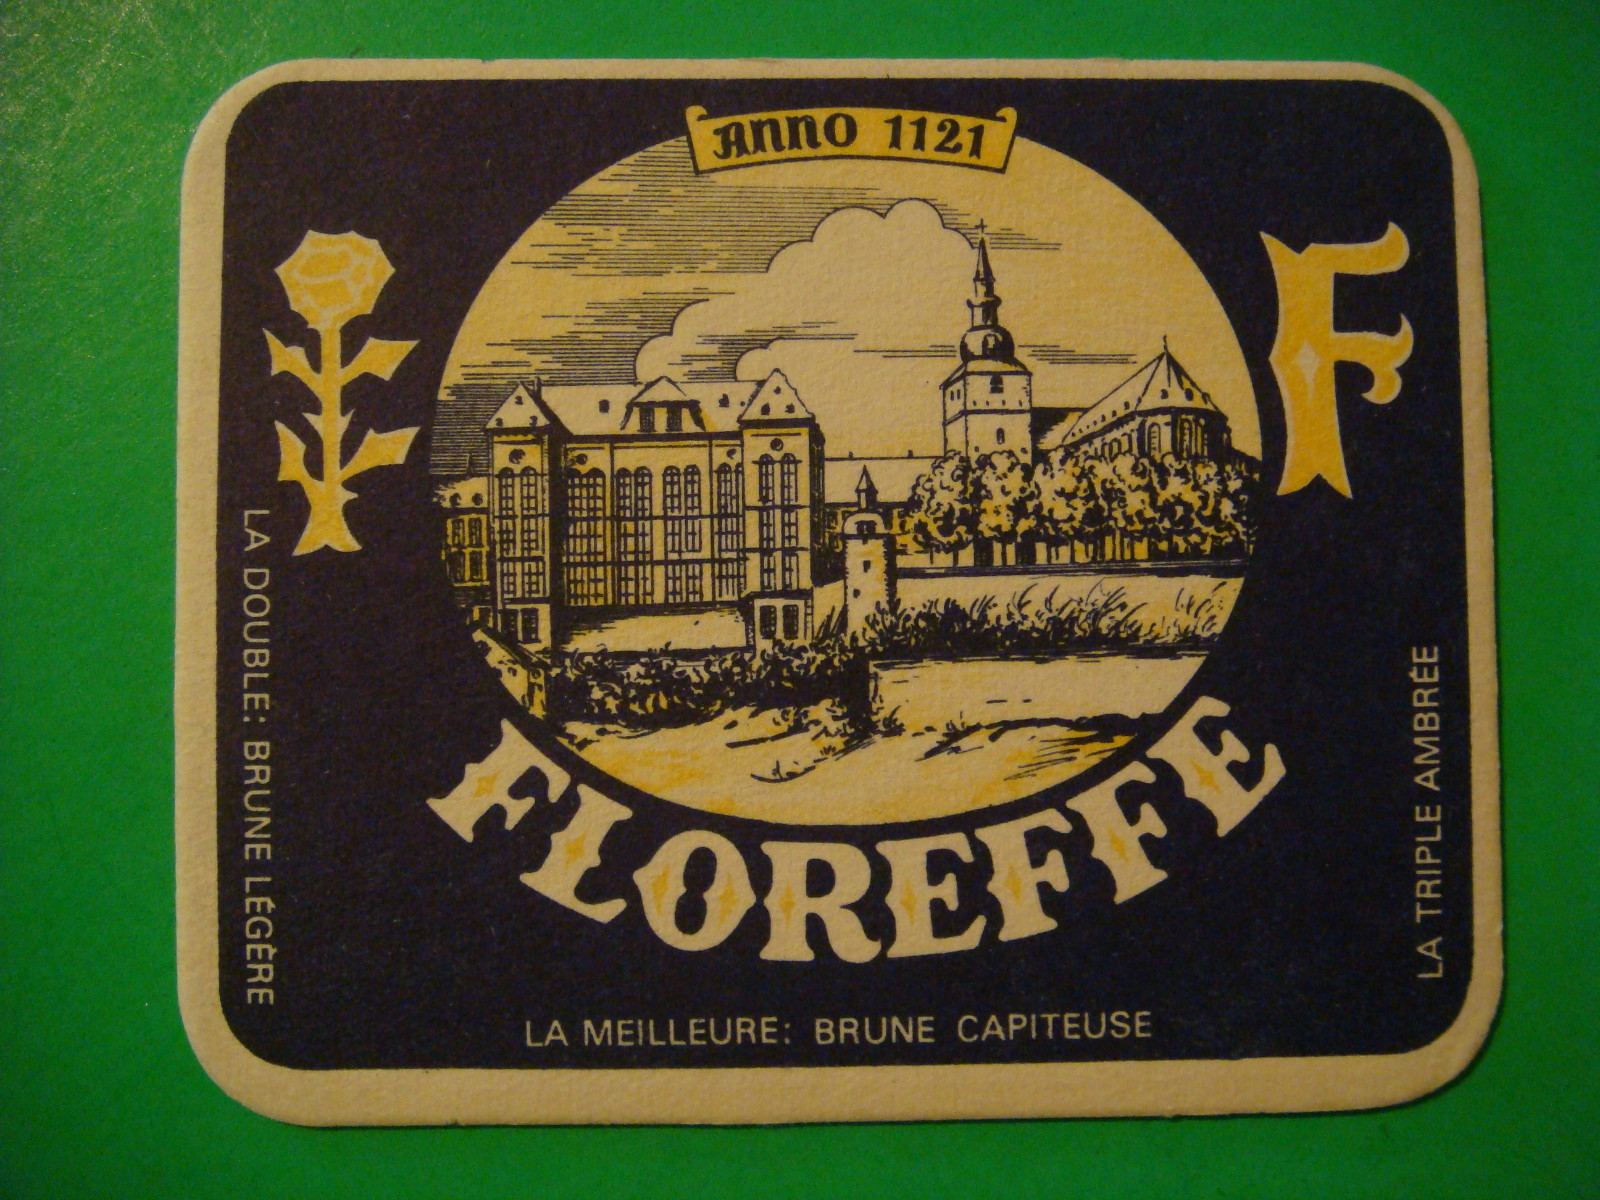 Anno 1121
F
FLOREFFE
LA DOUBLE: BRUNE LÉGÈRE
LA MEILLEURE: BRUNE CAPITEUSE
LA TRIPLE AMBRÉE